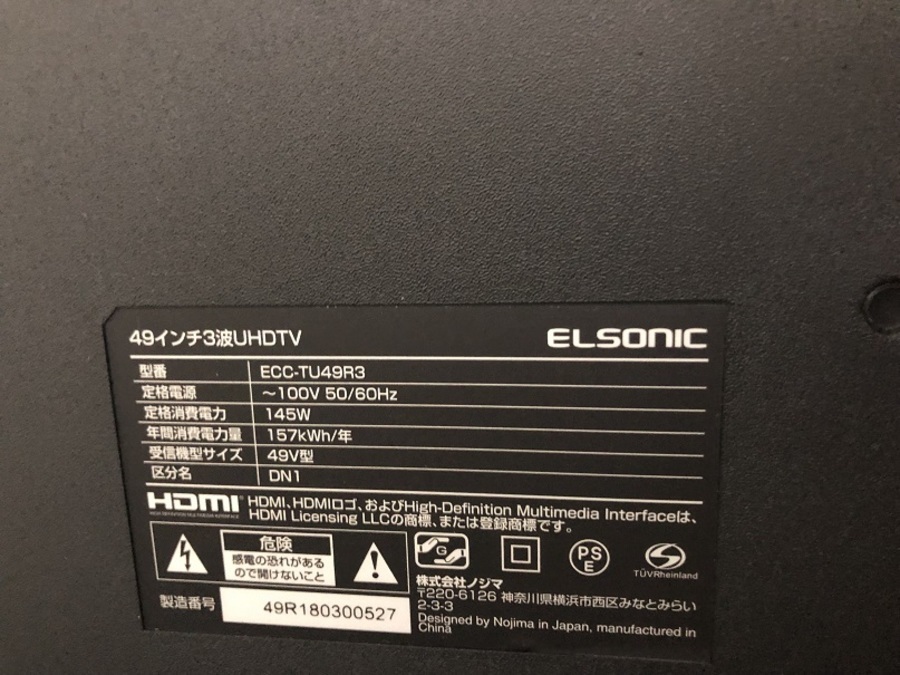 49インチ3波UHDTV
ELSONIC
型番 ECC-TU49R3
定格電源 ～100V 50/60Hz
定格消費電力 145W
年間消費電力量 157kWh/年
受信機型サイズ 49V型
区分名 DN1
HDMI
HIGH-DEFINITION MULTIMEDIA INTERFACE
HDMI、HDMIロゴ、およびHigh-Definition Multimedia Interfaceは、
HDMI Licensing LLCの商標、または登録商標です。
危険
感電の恐れがある
ので開けないこと
G
PS
E
TÜVRheinland
製造番号 49R180300527
株式会社ノジマ
〒220-6126 神奈川県横浜市西区みなとみらい
2-3-3
Designed by Nojima in Japan, manufactured in
China